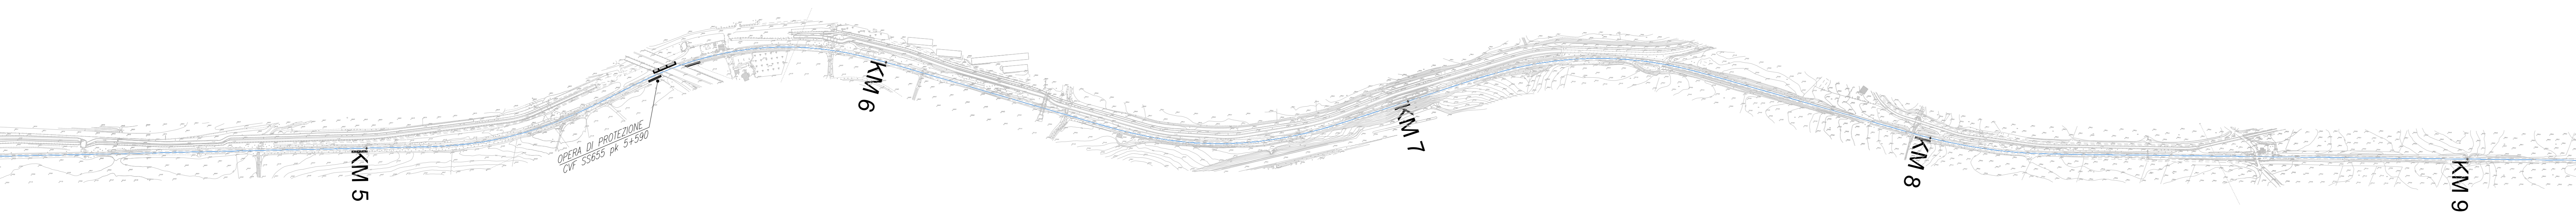 KM 5
OPERA DI PROTEZIONE
CVF SS655 pk 5+590
KM 6
KM 7
KM 8
KM 9